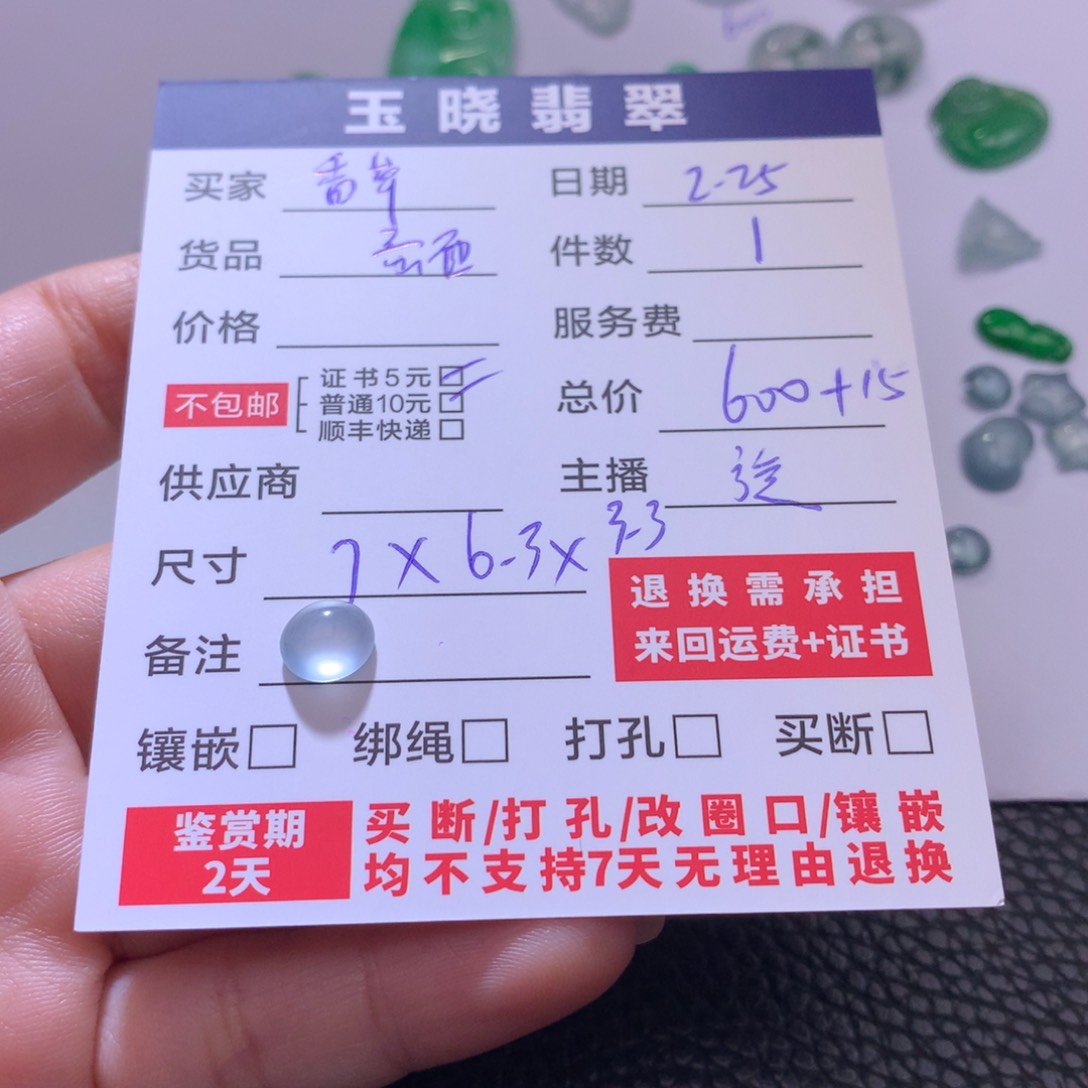 玉晓翡翠
买家 香草 日期 2-25
货品 蛋面 件数 1
价格 服务费
不包邮 证书5元☑ 普通10元☑ 顺丰快递□
总价 600+15
供应商 主播
尺寸 7×6-3×3-3
备注
退换需承担
来回运费+证书
镶嵌□ 绑绳□ 打孔□ 买断□
鉴赏期
2天
买断/打孔/改圈口/镶嵌
均不支持7天无理由退换